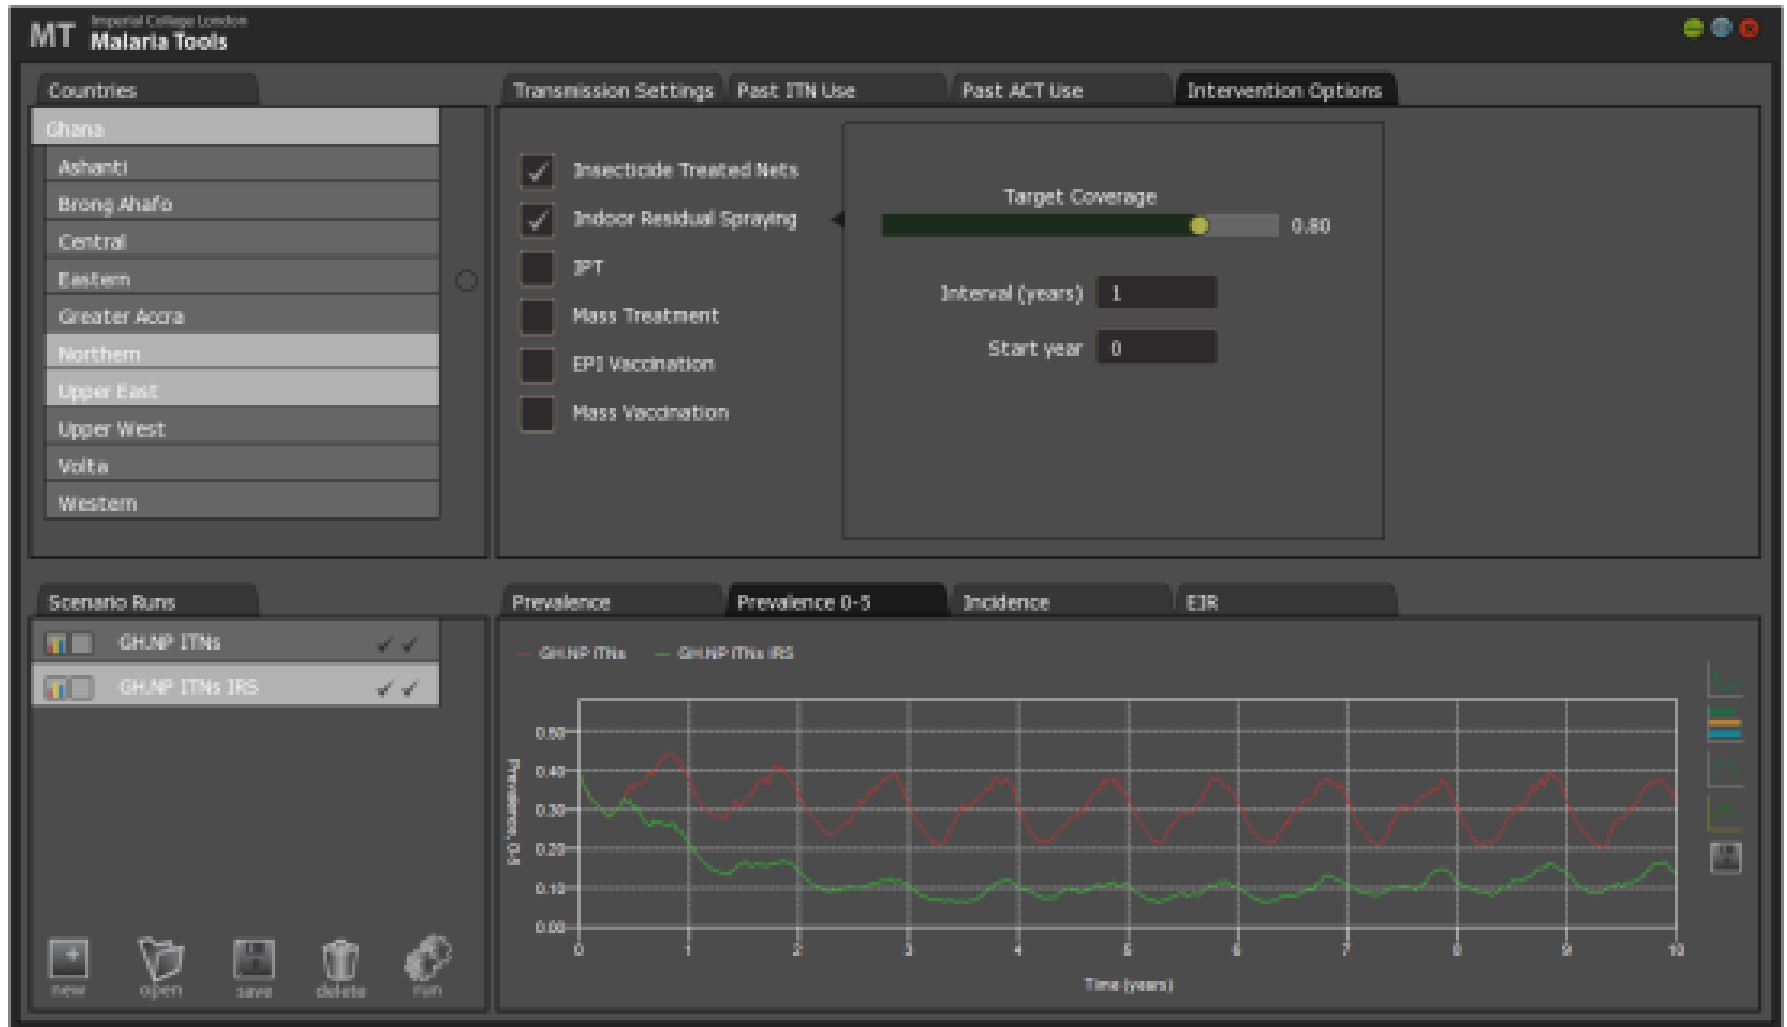 MT Imperial College London
Malaria Tools
Countries
Ghana
Ashanti
Brong Ahafo
Central
Eastern
Greater Accra
Northern
Upper East
Upper West
Volta
Western
Transmission Settings Past ITN Use Past ACT Use Intervention Options
Insecticide Treated Nets
Indoor Residual Spraying
IPT
Mass Treatment
EPI Vaccination
Mass Vaccination
Target Coverage
0.80
Interval (years) 1
Start year 0
Scenario Runs
GH.NP ITNs
GH.NP ITNs IRS
new open save delete run
Prevalence Prevalence 0-5 Incidence EIR
GH.NP ITNs GH.NP ITNs IRS
Prevalence, 0-5
0.50
0.40
0.30
0.20
0.10
0.00
0 1 2 3 4 5 6 7 8 9 10
Time (years)